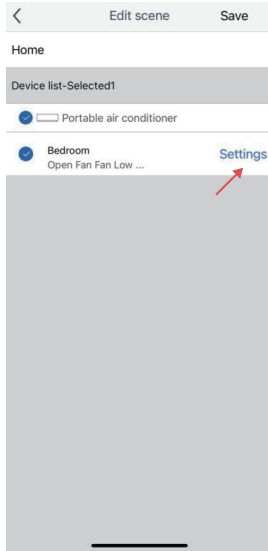 Edit scene Save
Home
Device list-Selected1
Portable air conditioner
Bedroom Settings
Open Fan Fan Low ...